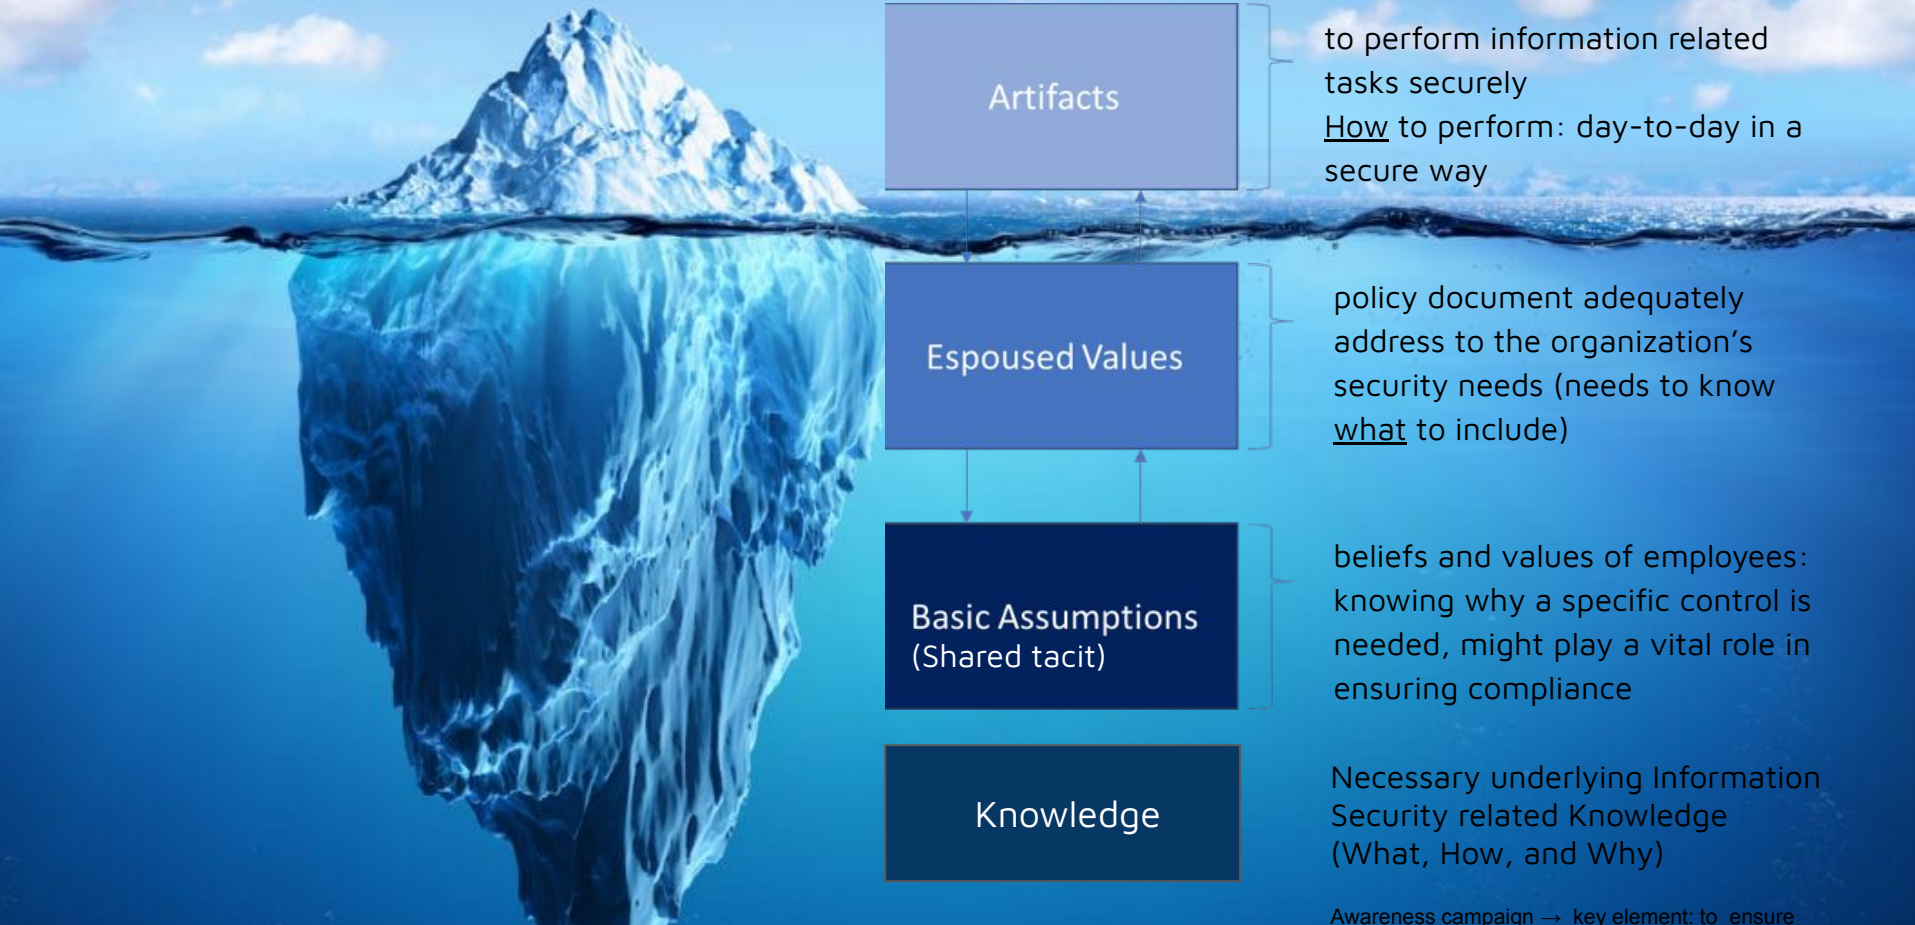 Artifacts
to perform information related
tasks securely
How to perform: day-to-day in a
secure way
Espoused Values
policy document adequately
address to the organization's
security needs (needs to know
what to include)
Basic Assumptions
(Shared tacit)
beliefs and values of employees:
knowing why a specific control is
needed, might play a vital role in
ensuring compliance
Knowledge
Necessary underlying Information
Security related Knowledge
(What, How, and Why)
Awareness campaign → key element: to ensure